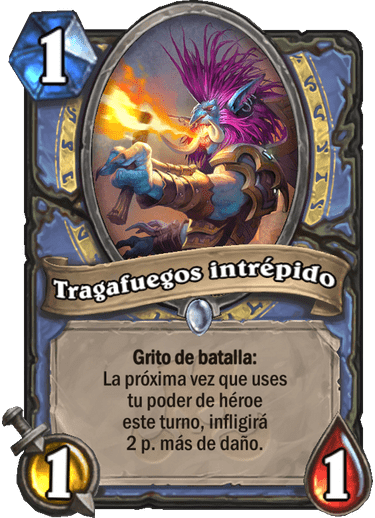 1
Tragafuegos intrépido
Grito de batalla:
La próxima vez que uses
tu poder de héroe
este turno, infligirá
2 p. más de daño.
1
1